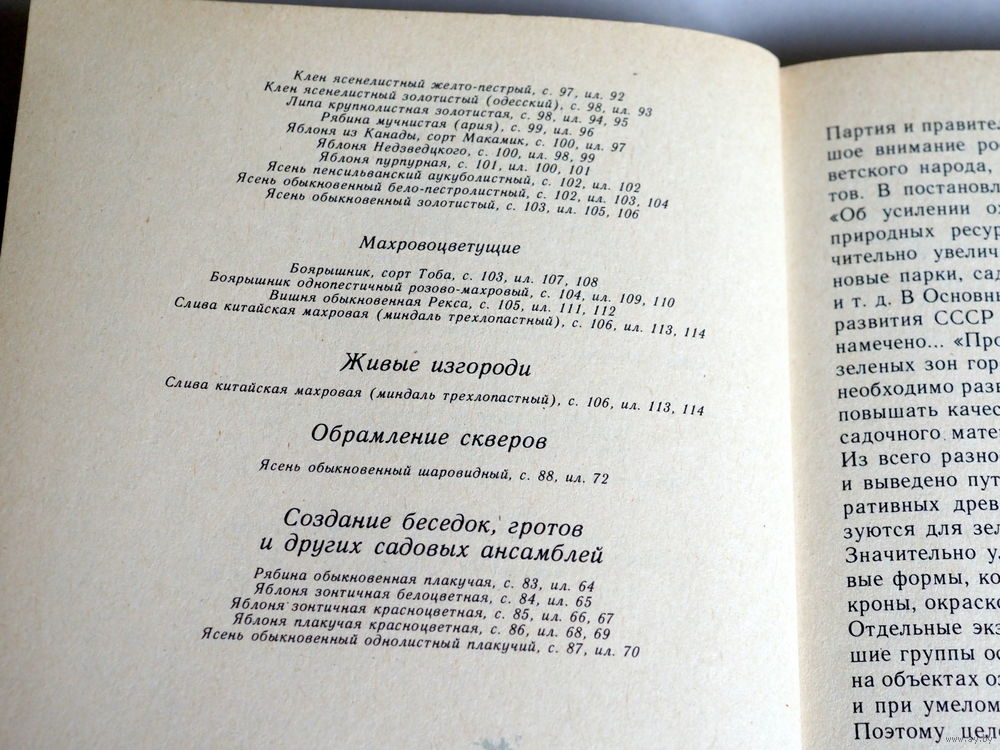 Клен ясенелистный желто-пестрый, с. 97, ил. 92
Клен ясенелистный золотистый (одесский), с. 98, ил. 93
Липа крупнолистная золотистая, с. 98, ил. 94, 95
Рябина мучнистая (ария), с. 99, ил. 96
Яблоня из Канады, сорт Макамик, с. 100, ил. 97
Яблоня Недзведцкого, с. 100, ил. 98, 99
Яблоня пурпурная, с. 101, ил. 100, 101
Ясень пенсильванский аукуболистный, с. 102, ил. 102
Ясень обыкновенный бело-пестролистный, с. 102, ил. 103, 104
Ясень обыкновенный золотистый, с. 103, ил. 105, 106
Махровоцветущие
Боярышник, сорт Тоба, с. 103, ил. 107, 108
Боярышник однопестичный розово-махровый, с. 104, ил. 109, 110
Вишня обыкновенная Рекса, с. 105, ил. 111, 112
Слива китайская махровая (миндаль трехлопастный), с. 106, ил. 113, 114
Живые изгороди
Слива китайская махровая (миндаль трехлопастный), с. 106, ил. 113, 114
Обрамление скверов
Ясень обыкновенный шаровидный, с. 88, ил. 72
Создание беседок, гротов
и других садовых ансамблей
Рябина обыкновенная плакучая, с. 83, ил. 64
Яблоня зонтичная белоцветная, с. 84, ил. 65
Яблоня зонтичная красноцветная, с. 85, ил. 66, 67
Яблоня плакучая красноцветная, с. 86, ил. 68, 69
Ясень обыкновенный однолистный плакучий, с. 87, ил. 70
Партия и правител
шое внимание ро
ветского народа,
тов. В постановл
«Об усилении ох
природных ресур
чительно увелич
новые парки, сад
и т. д. В Основны
развития СССР
намечено... «Про
зеленых зон гор
необходимо разв
повышать качес
садочного мате
Из всего разно
и выведено пут
ративных древ
зуются для зел
Значительно у
вые формы, ко
кроны, окраско
Отдельные экз
шие группы ос
на объектах оз
и при умелом
Поэтому целе
www.ay.by